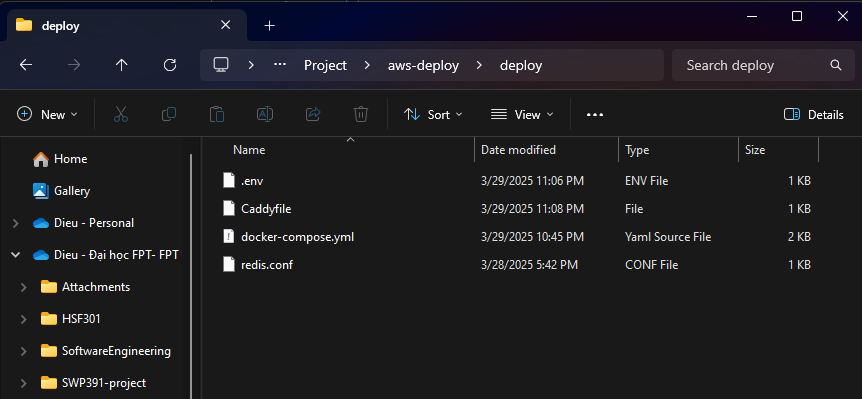 deploy
Project
aws-deploy
deploy
Search deploy
New
Sort
View
Details
Name
Date modified
Type
Size
Home
Gallery
Dieu - Personal
Dieu - Đại học FPT- FPT
Attachments
HSF301
SoftwareEngineering
SWP391-project
.env 3/29/2025 11:06 PM ENV File 1 KB
Caddyfile 3/29/2025 11:08 PM File 1 KB
docker-compose.yml 3/29/2025 10:45 PM Yaml Source File 2 KB
redis.conf 3/28/2025 5:42 PM CONF File 1 KB